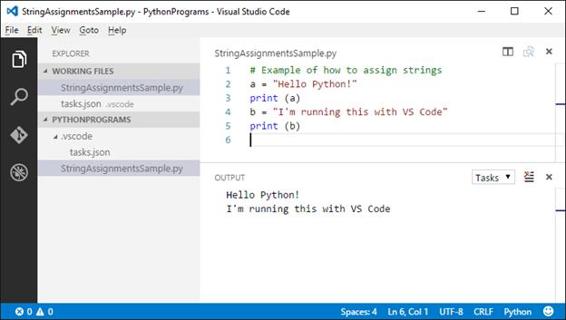 StringAssignmentsSample.py - PythonPrograms - Visual Studio Code
File Edit View Goto Help
EXPLORER
WORKING FILES
StringAssignmentsSample.py
tasks.json .vscode
PYTHONPROGRAMS
.vscode
tasks.json
StringAssignmentsSample.py
StringAssignmentsSample.py
1 # Example of how to assign strings
2 a = "Hello Python!"
3 print (a)
4 b = "I'm running this with VS Code"
5 print (b)
6
OUTPUT
Tasks
Hello Python!
I'm running this with VS Code
0 0 Spaces: 4 Ln 6, Col 1 UTF-8 CRLF Python